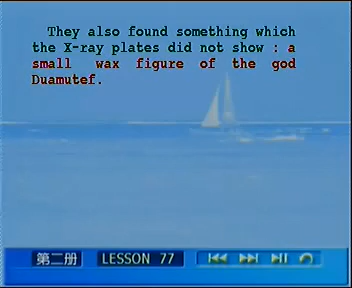 They also found something which
the X-ray plates did not show : a
small wax figure of the god
Duamutef.
第二册 LESSON 77